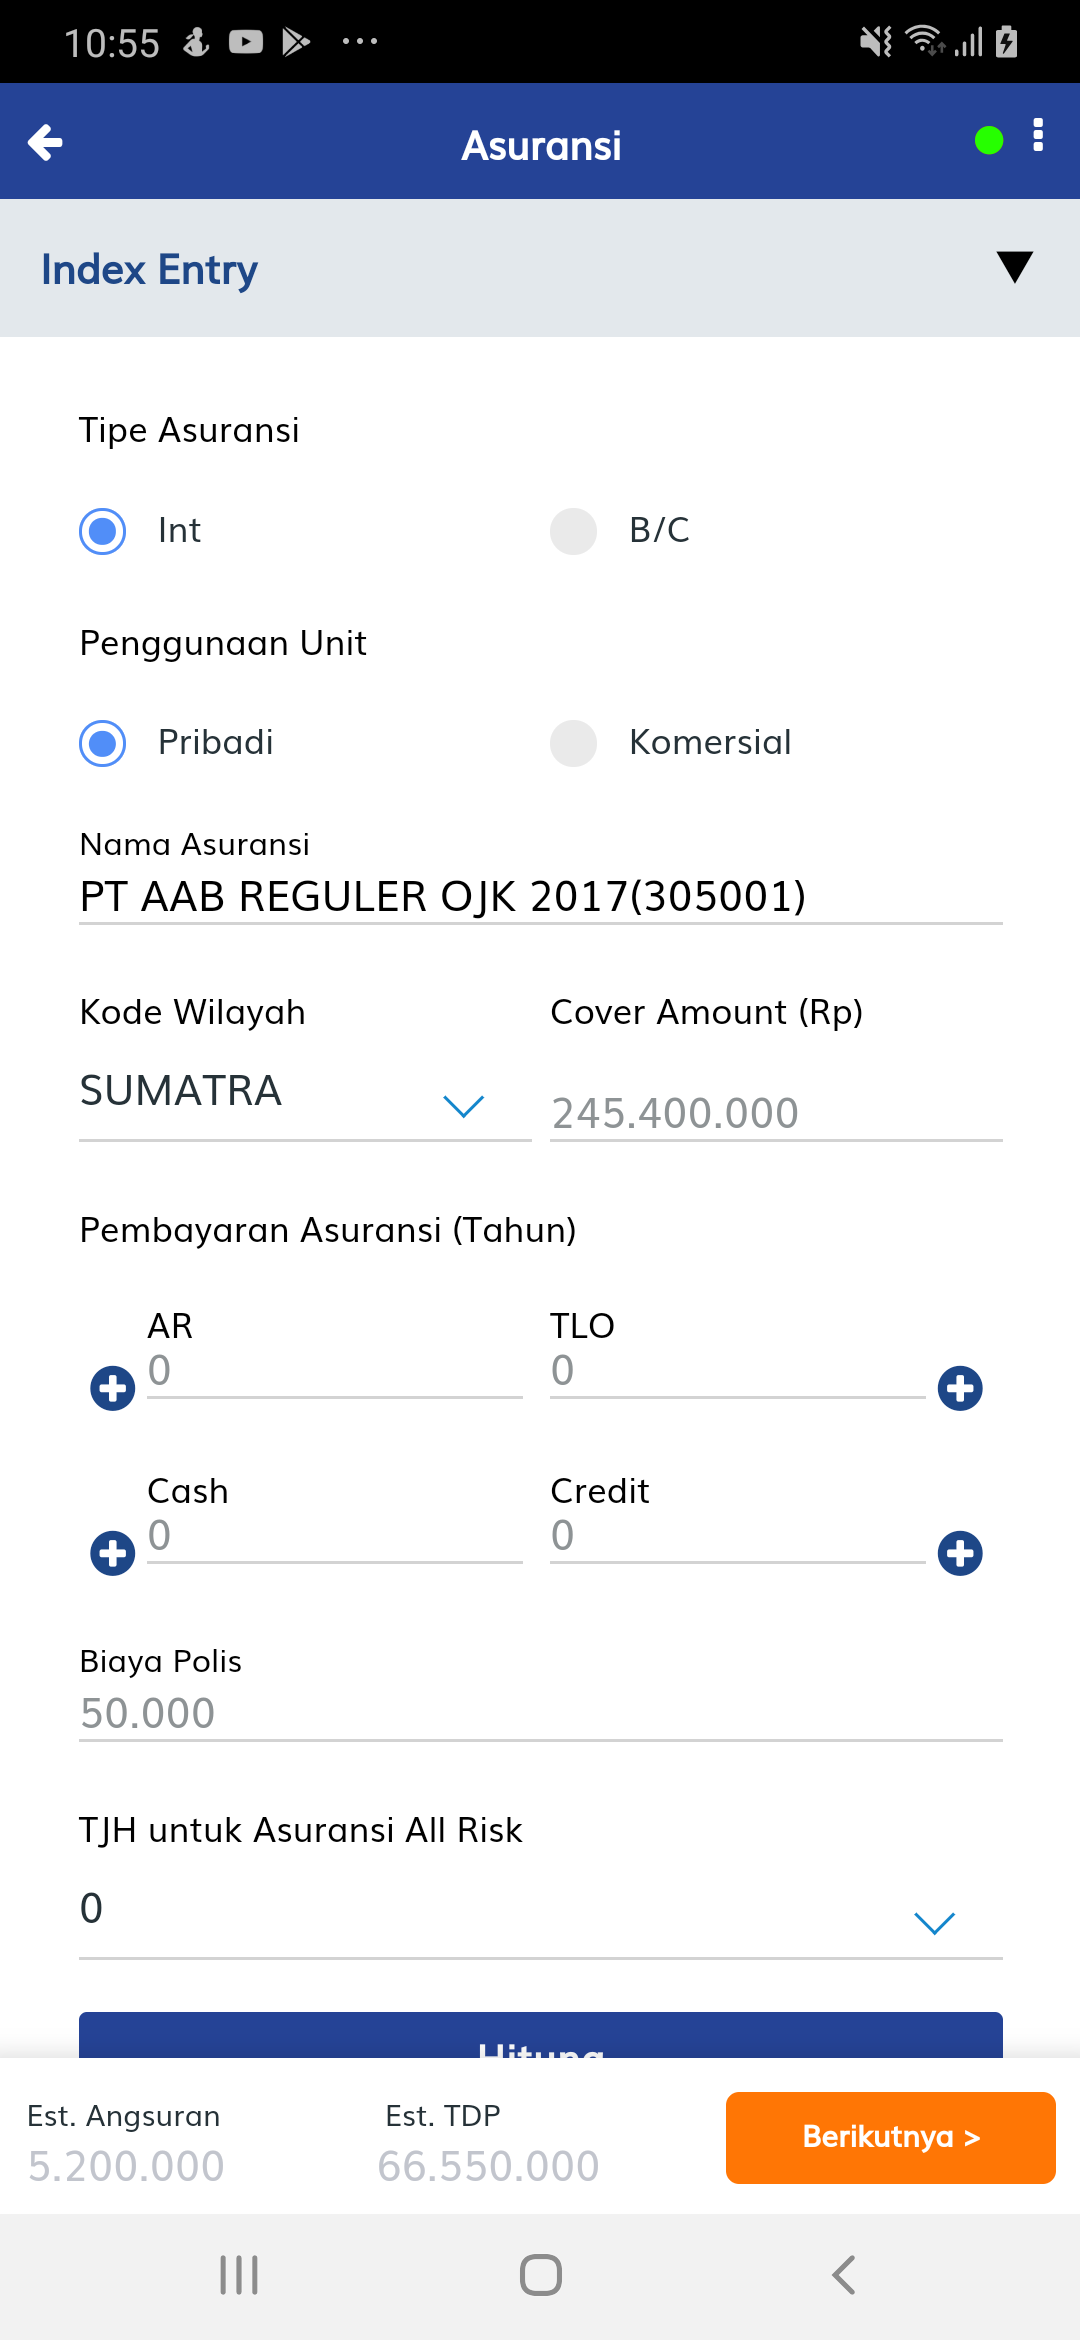 10:55
Asuransi
Index Entry
Tipe Asuransi
Int B/C
Penggunaan Unit
Pribadi Komersial
Nama Asuransi
PT AAB REGULER OJK 2017(305001)
Kode Wilayah Cover Amount (Rp)
SUMATRA 245.400.000
Pembayaran Asuransi (Tahun)
AR TLO
0 0
Cash Credit
0 0
Biaya Polis
50.000
TJH untuk Asuransi All Risk
0
Hitung
Est. Angsuran Est. TDP
5.200.000 66.550.000
Berikutnya >